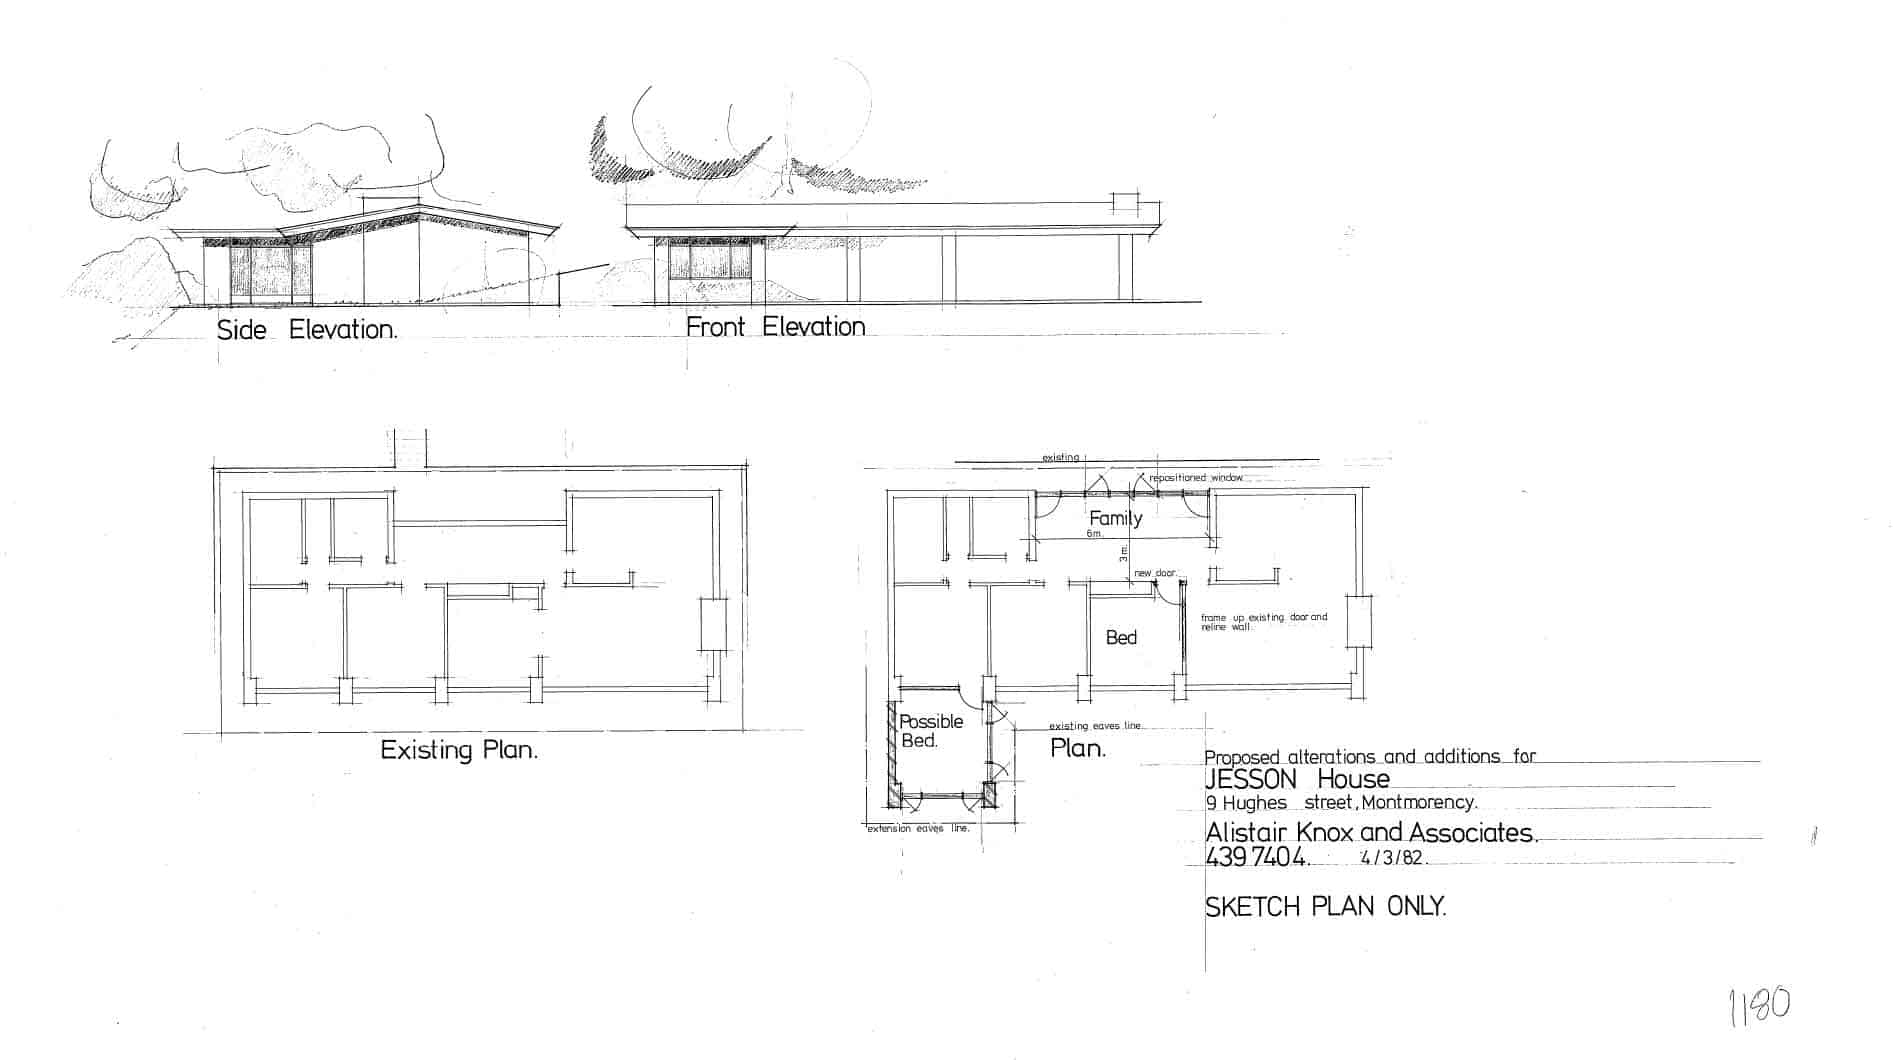 Side Elevation.
Front Elevation
existing
repositioned window
Family
6m.
3 m.
new door.
frame up existing door and
reline wall.
Bed
Possible
Bed.
existing eaves line.
Existing Plan.
Plan.
extension eaves line.
Proposed alterations and additions for
JESSON House
9 Hughes street, Montmorency.
Alistair Knox and Associates.
439 7404. 4/3/82.
SKETCH PLAN ONLY.
1180